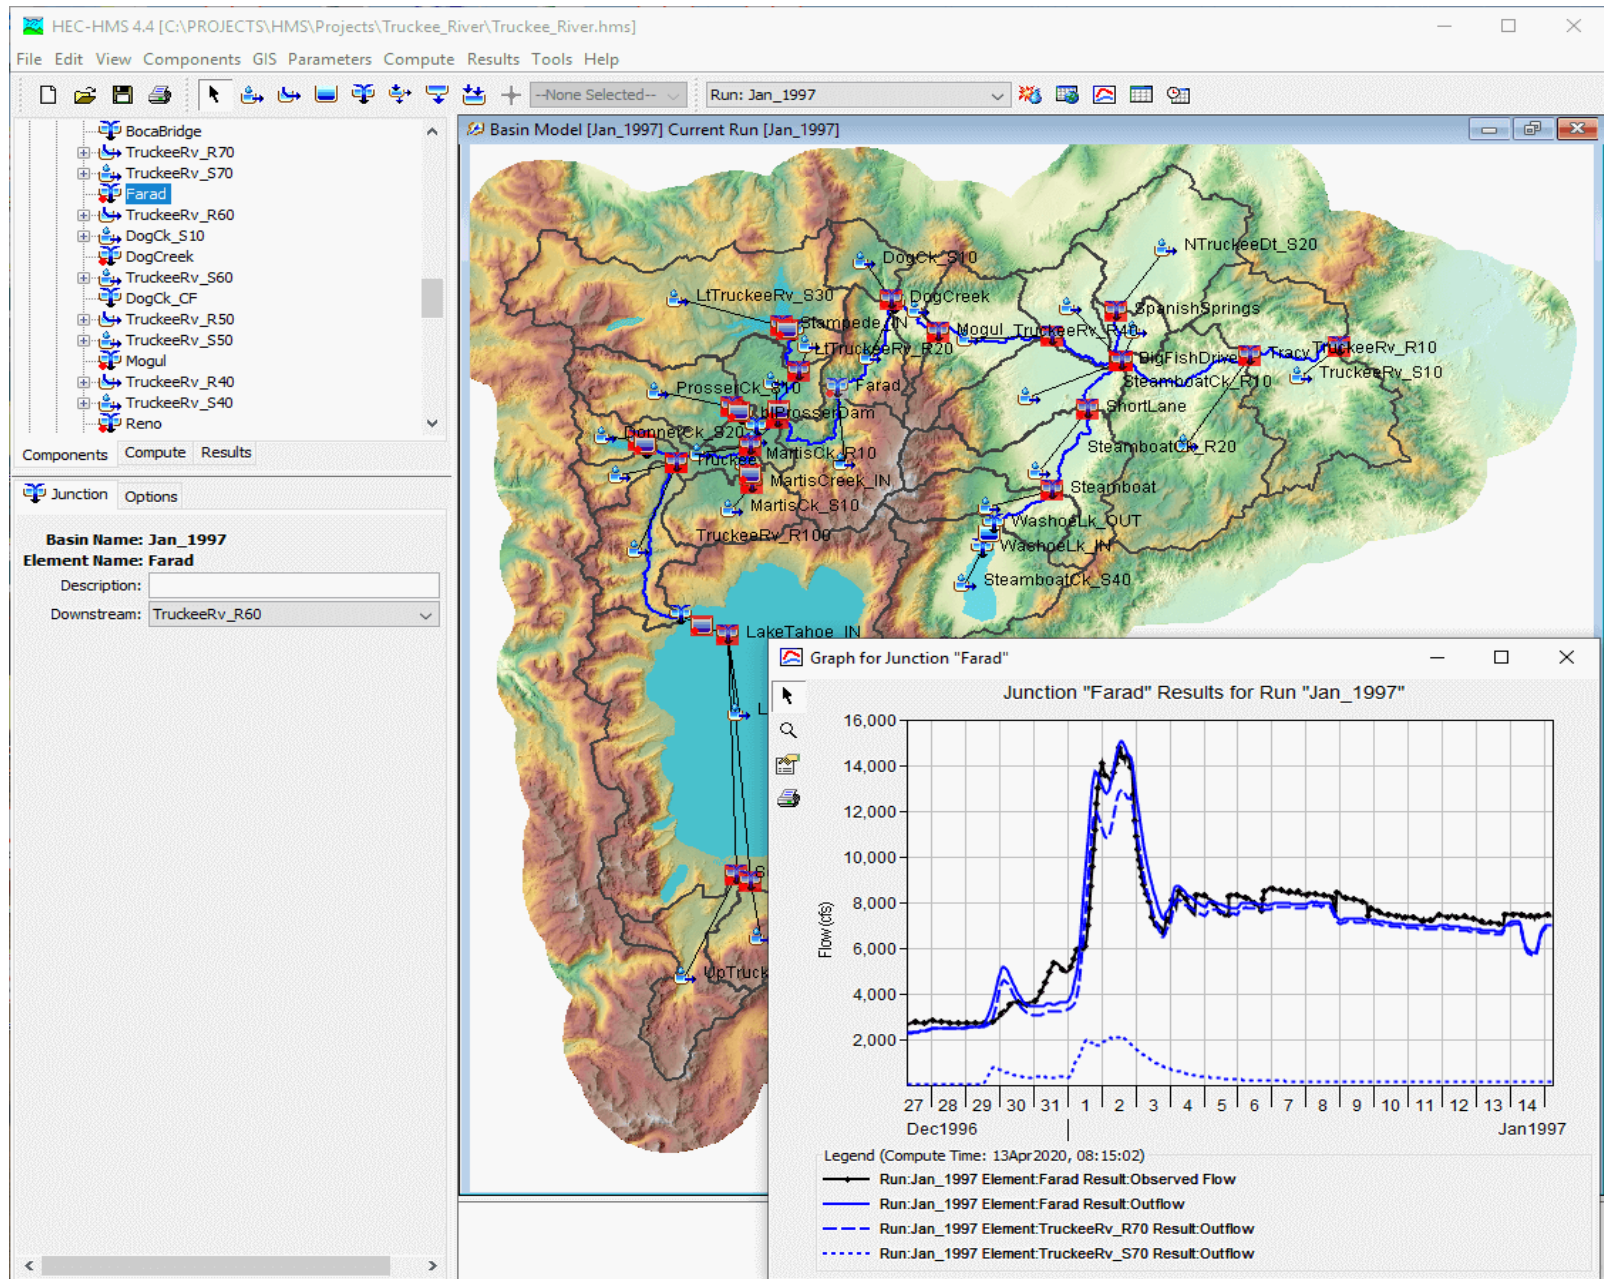 HEC-HMS 4.4 [C:\PROJECTS\HMS\Projects\Truckee_River\Truckee_River.hms]
File Edit View Components GIS Parameters Compute Results Tools Help
--None Selected-- Run: Jan_1997
BocaBridge
TruckeeRv_R70
TruckeeRv_S70
Farad
TruckeeRv_R60
DogCk_S10
DogCreek
TruckeeRv_S60
DogCk_CF
TruckeeRv_R50
TruckeeRv_S50
Mogul
TruckeeRv_R40
TruckeeRv_S40
Reno
Components Compute Results
Junction Options
Basin Name: Jan_1997
Element Name: Farad
Description:
Downstream: TruckeeRv_R60
Basin Model [Jan_1997] Current Run [Jan_1997]
NTruckeeDt_S20
DogCk_S10
LtTruckeeRv_S30
DogCreek
SpanishSprings
Stampede_IN
Mogul
TruckeeRv_R40
LtTruckeeRv_R20
BigFishDrive
Tracy
TruckeeRv_R10
TruckeeRv_S10
ProsserCk_S10
Farad
SteamboatCk_R10
blProsserDam
ShortLane
DonnerCk_S20
Truckee
MartisCk_R10
SteamboatCk_R20
MartisCreek_IN
Steamboat
MartisCk_S10
WashoeLk_OUT
TruckeeRv_R100
WashoeLk_IN
SteamboatCk_S40
LakeTahoe_IN
L
S
UpTruck
Graph for Junction "Farad"
Junction "Farad" Results for Run "Jan_1997"
16,000
14,000
12,000
10,000
8,000
6,000
4,000
2,000
Flow (cfs)
27 28 29 30 31 1 2 3 4 5 6 7 8 9 10 11 12 13 14
Dec1996 Jan1997
Legend (Compute Time: 13Apr2020, 08:15:02)
Run:Jan_1997 Element:Farad Result:Observed Flow
Run:Jan_1997 Element:Farad Result:Outflow
Run:Jan_1997 Element:TruckeeRv_R70 Result:Outflow
Run:Jan_1997 Element:TruckeeRv_S70 Result:Outflow